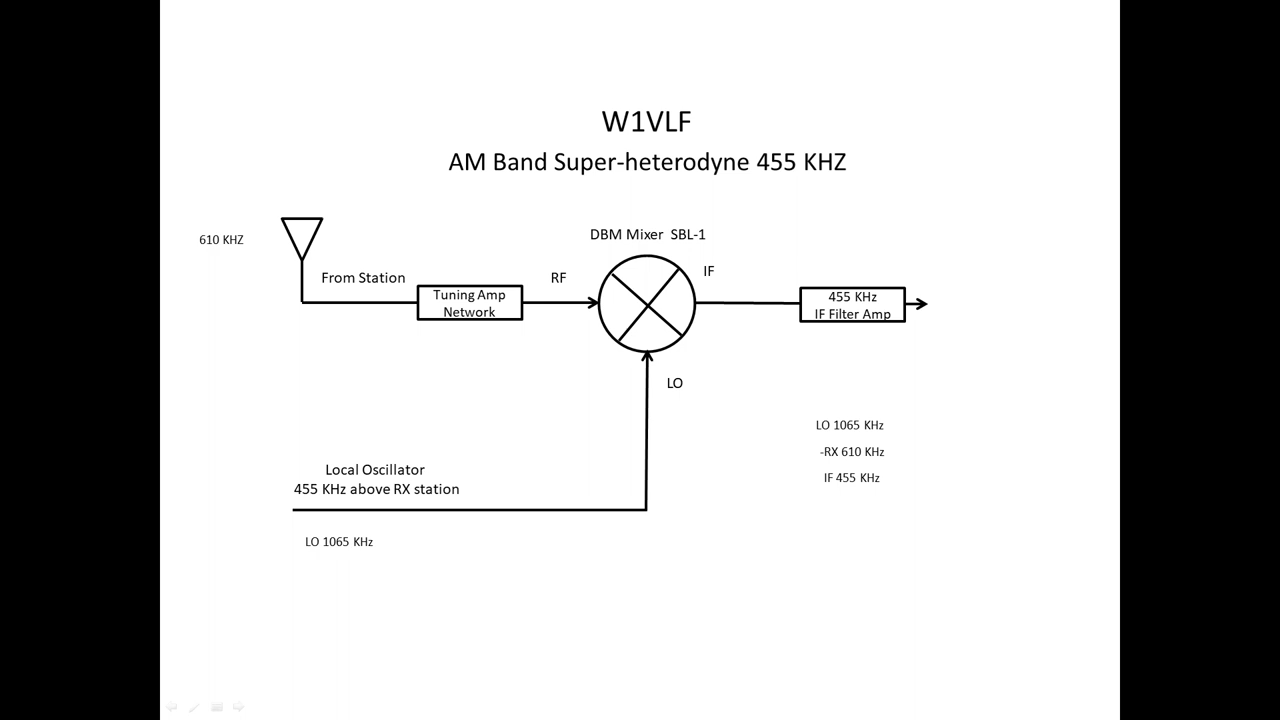 W1VLF
AM Band Super-heterodyne 455 KHZ
610 KHZ
From Station
Tuning Amp
Network
RF
DBM Mixer SBL-1
IF
455 KHz
IF Filter Amp
LO
LO 1065 KHz
-RX 610 KHz
IF 455 KHz
Local Oscillator
455 KHz above RX station
LO 1065 KHz